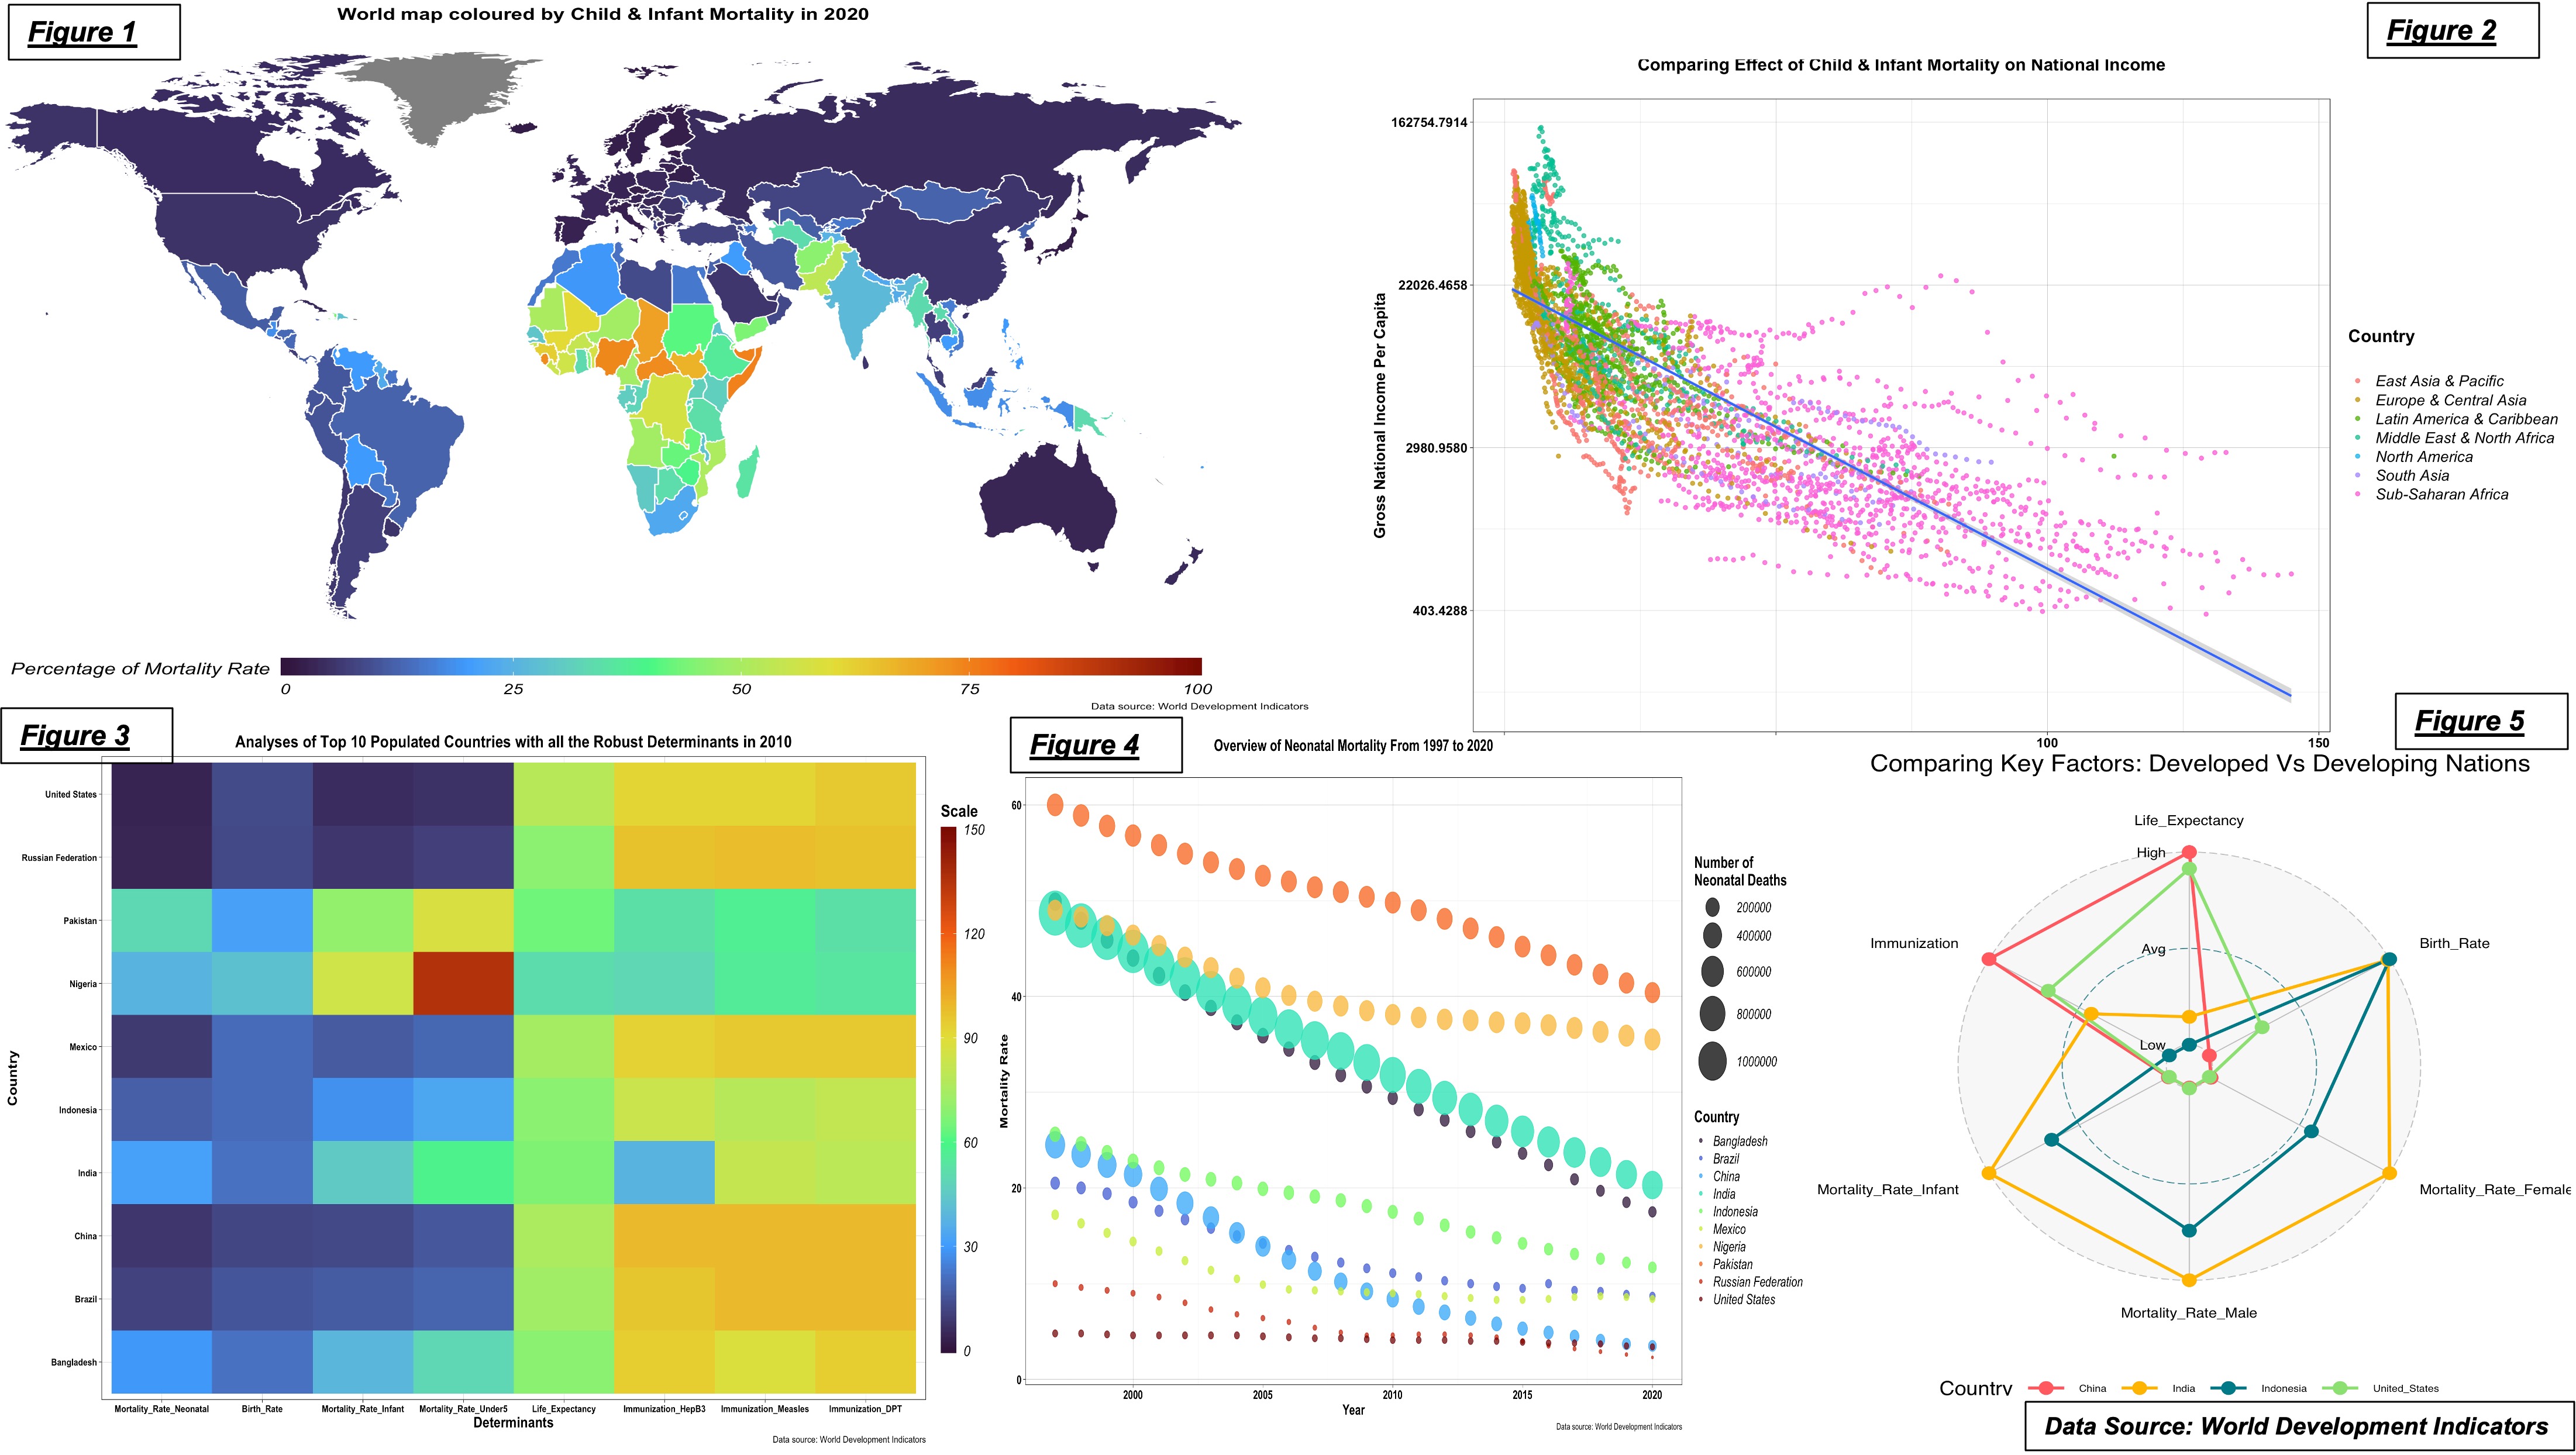 Figure 1
World map coloured by Child & Infant Mortality in 2020
Percentage of Mortality Rate
0
25
50
75
100
Data source: World Development Indicators
Figure 2
Comparing Effect of Child & Infant Mortality on National Income
Gross National Income Per Capita
162754.7914
22026.4658
2980.9580
403.4288
100
150
Country
East Asia & Pacific
Europe & Central Asia
Latin America & Caribbean
Middle East & North Africa
North America
South Asia
Sub-Saharan Africa
Figure 3
Analyses of Top 10 Populated Countries with all the Robust Determinants in 2010
Country
United States
Russian Federation
Pakistan
Nigeria
Mexico
Indonesia
India
China
Brazil
Bangladesh
Mortality_Rate_Neonatal
Birth_Rate
Mortality_Rate_Infant
Mortality_Rate_Under5
Life_Expectancy
Immunization_HepB3
Immunization_Measles
Immunization_DPT
Determinants
Data source: World Development Indicators
Scale
150
120
90
60
30
0
Figure 4
Overview of Neonatal Mortality From 1997 to 2020
Mortality Rate
60
40
20
0
2000
2005
2010
2015
2020
Year
Data source: World Development Indicators
Number of
Neonatal Deaths
200000
400000
600000
800000
1000000
Country
Bangladesh
Brazil
China
India
Indonesia
Mexico
Nigeria
Pakistan
Russian Federation
United States
Figure 5
Comparing Key Factors: Developed Vs Developing Nations
Life_Expectancy
High
Avg
Low
Immunization
Birth_Rate
Mortality_Rate_Infant
Mortality_Rate_Female
Mortality_Rate_Male
Country
China
India
Indonesia
United_States
Data Source: World Development Indicators